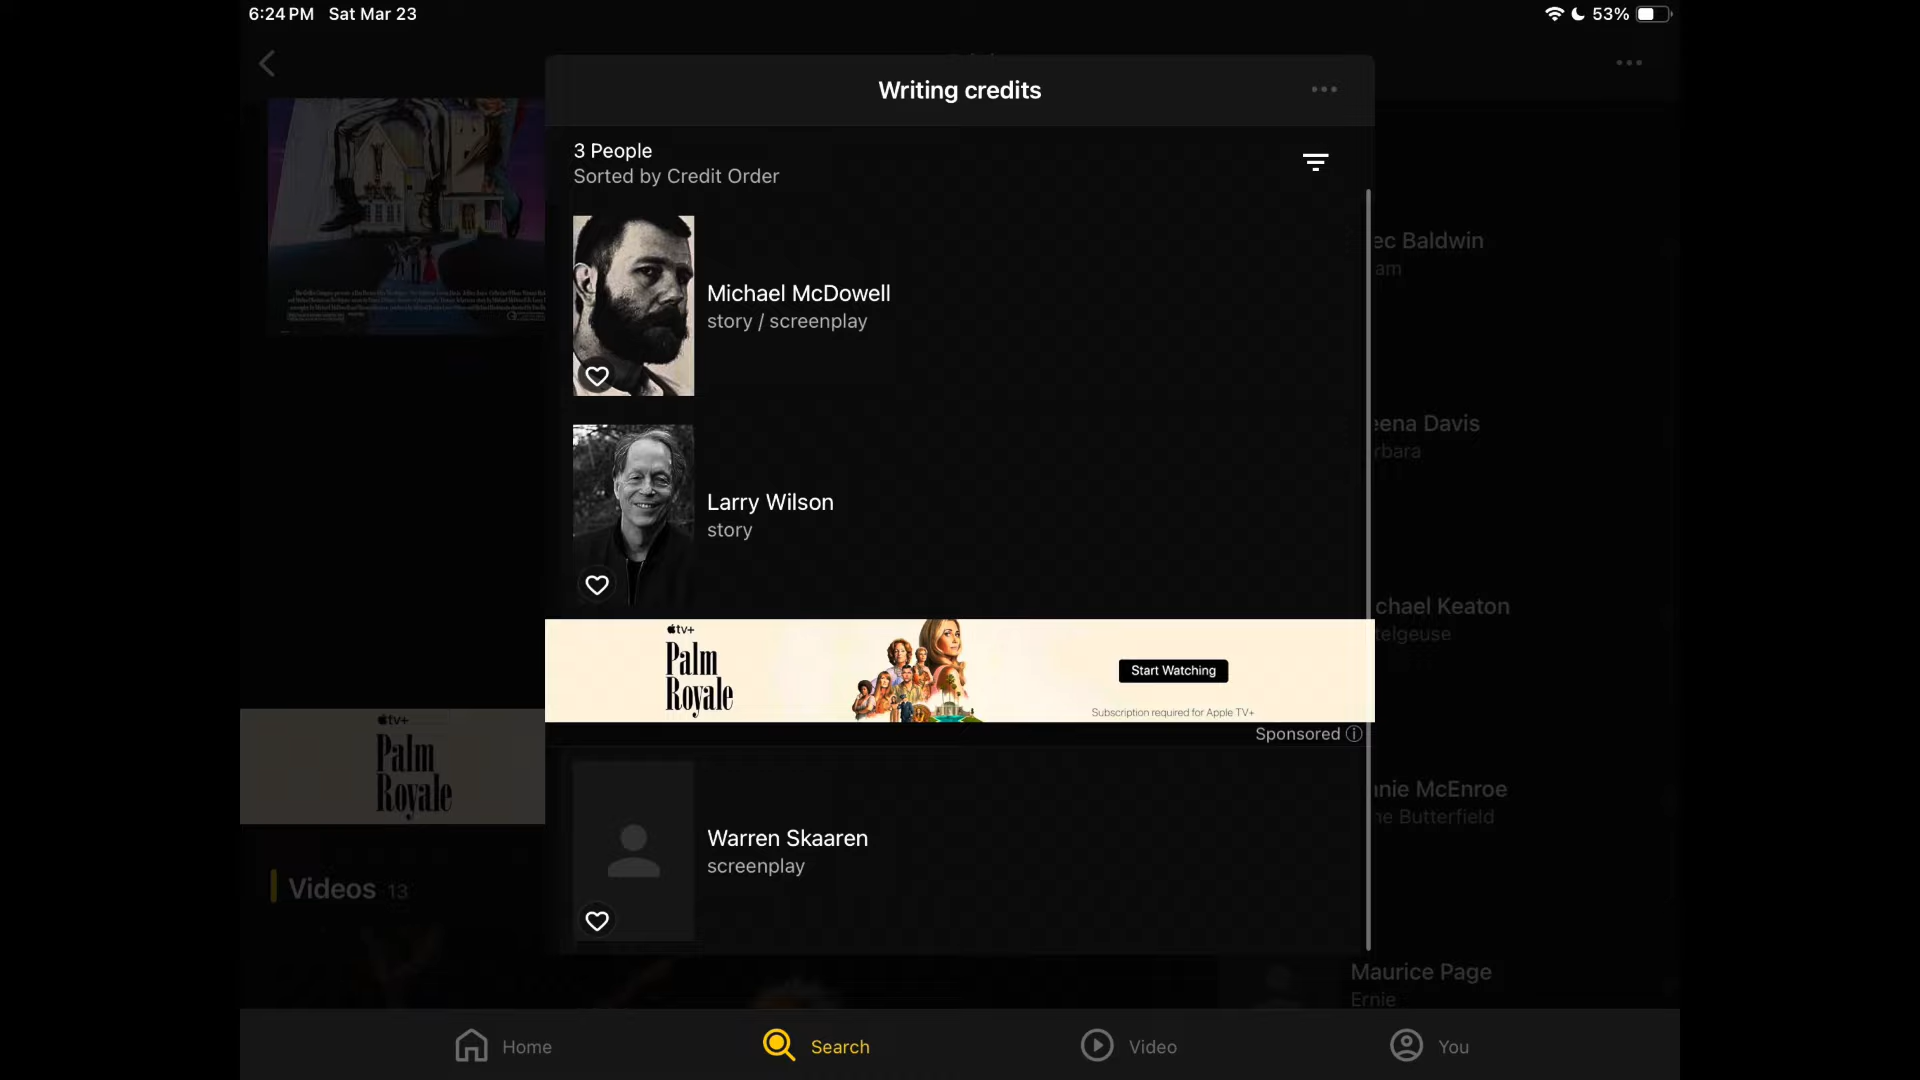 6:24 PM Sat Mar 23
53%
Writing credits
3 People
Sorted by Credit Order
Michael McDowell
story / screenplay
Larry Wilson
story
tv+
Palm
Royale
Start Watching
Subscription required for Apple TV+
Sponsored
Warren Skaaren
screenplay
ec Baldwin
am
eena Davis
rbara
chael Keaton
telgeuse
nnie McEnroe
ne Butterfield
Maurice Page
Ernie
tv+
Palm
Royale
Videos 13
Home
Search
Video
You